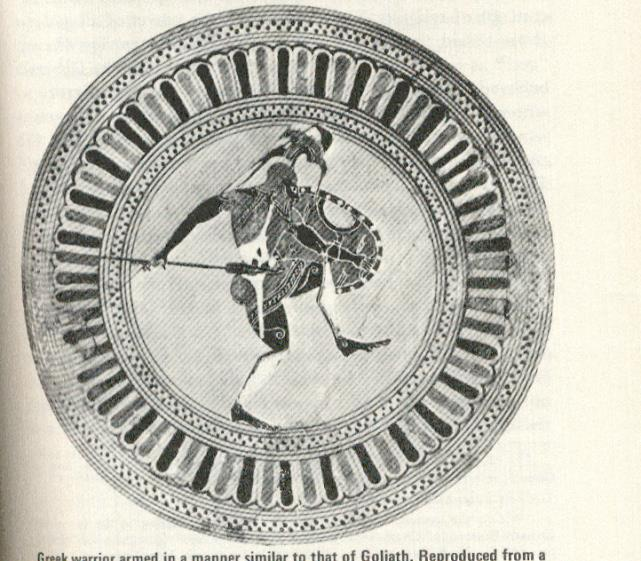 Greek warrior armed in a manner similar to that of Goliath. Reproduced from a